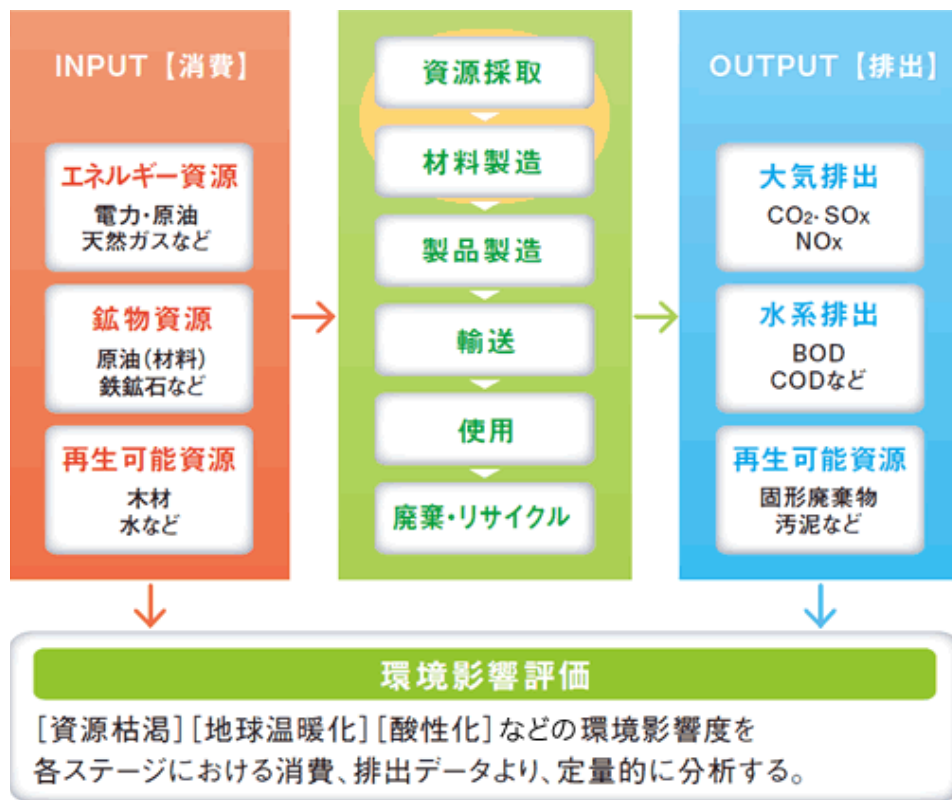 INPUT【消費】
エネルギー資源
電力・原油
天然ガスなど
鉱物資源
原油(材料)
鉄鉱石など
再生可能資源
木材
水など
資源採取
材料製造
製品製造
輸送
使用
廃棄・リサイクル
OUTPUT【排出】
大気排出
CO₂・SOx
NOx
水系排出
BOD
CODなど
再生可能資源
固形廃棄物
汚泥など
環境影響評価
[資源枯渇][地球温暖化][酸性化]などの環境影響度を
各ステージにおける消費、排出データより、定量的に分析する。